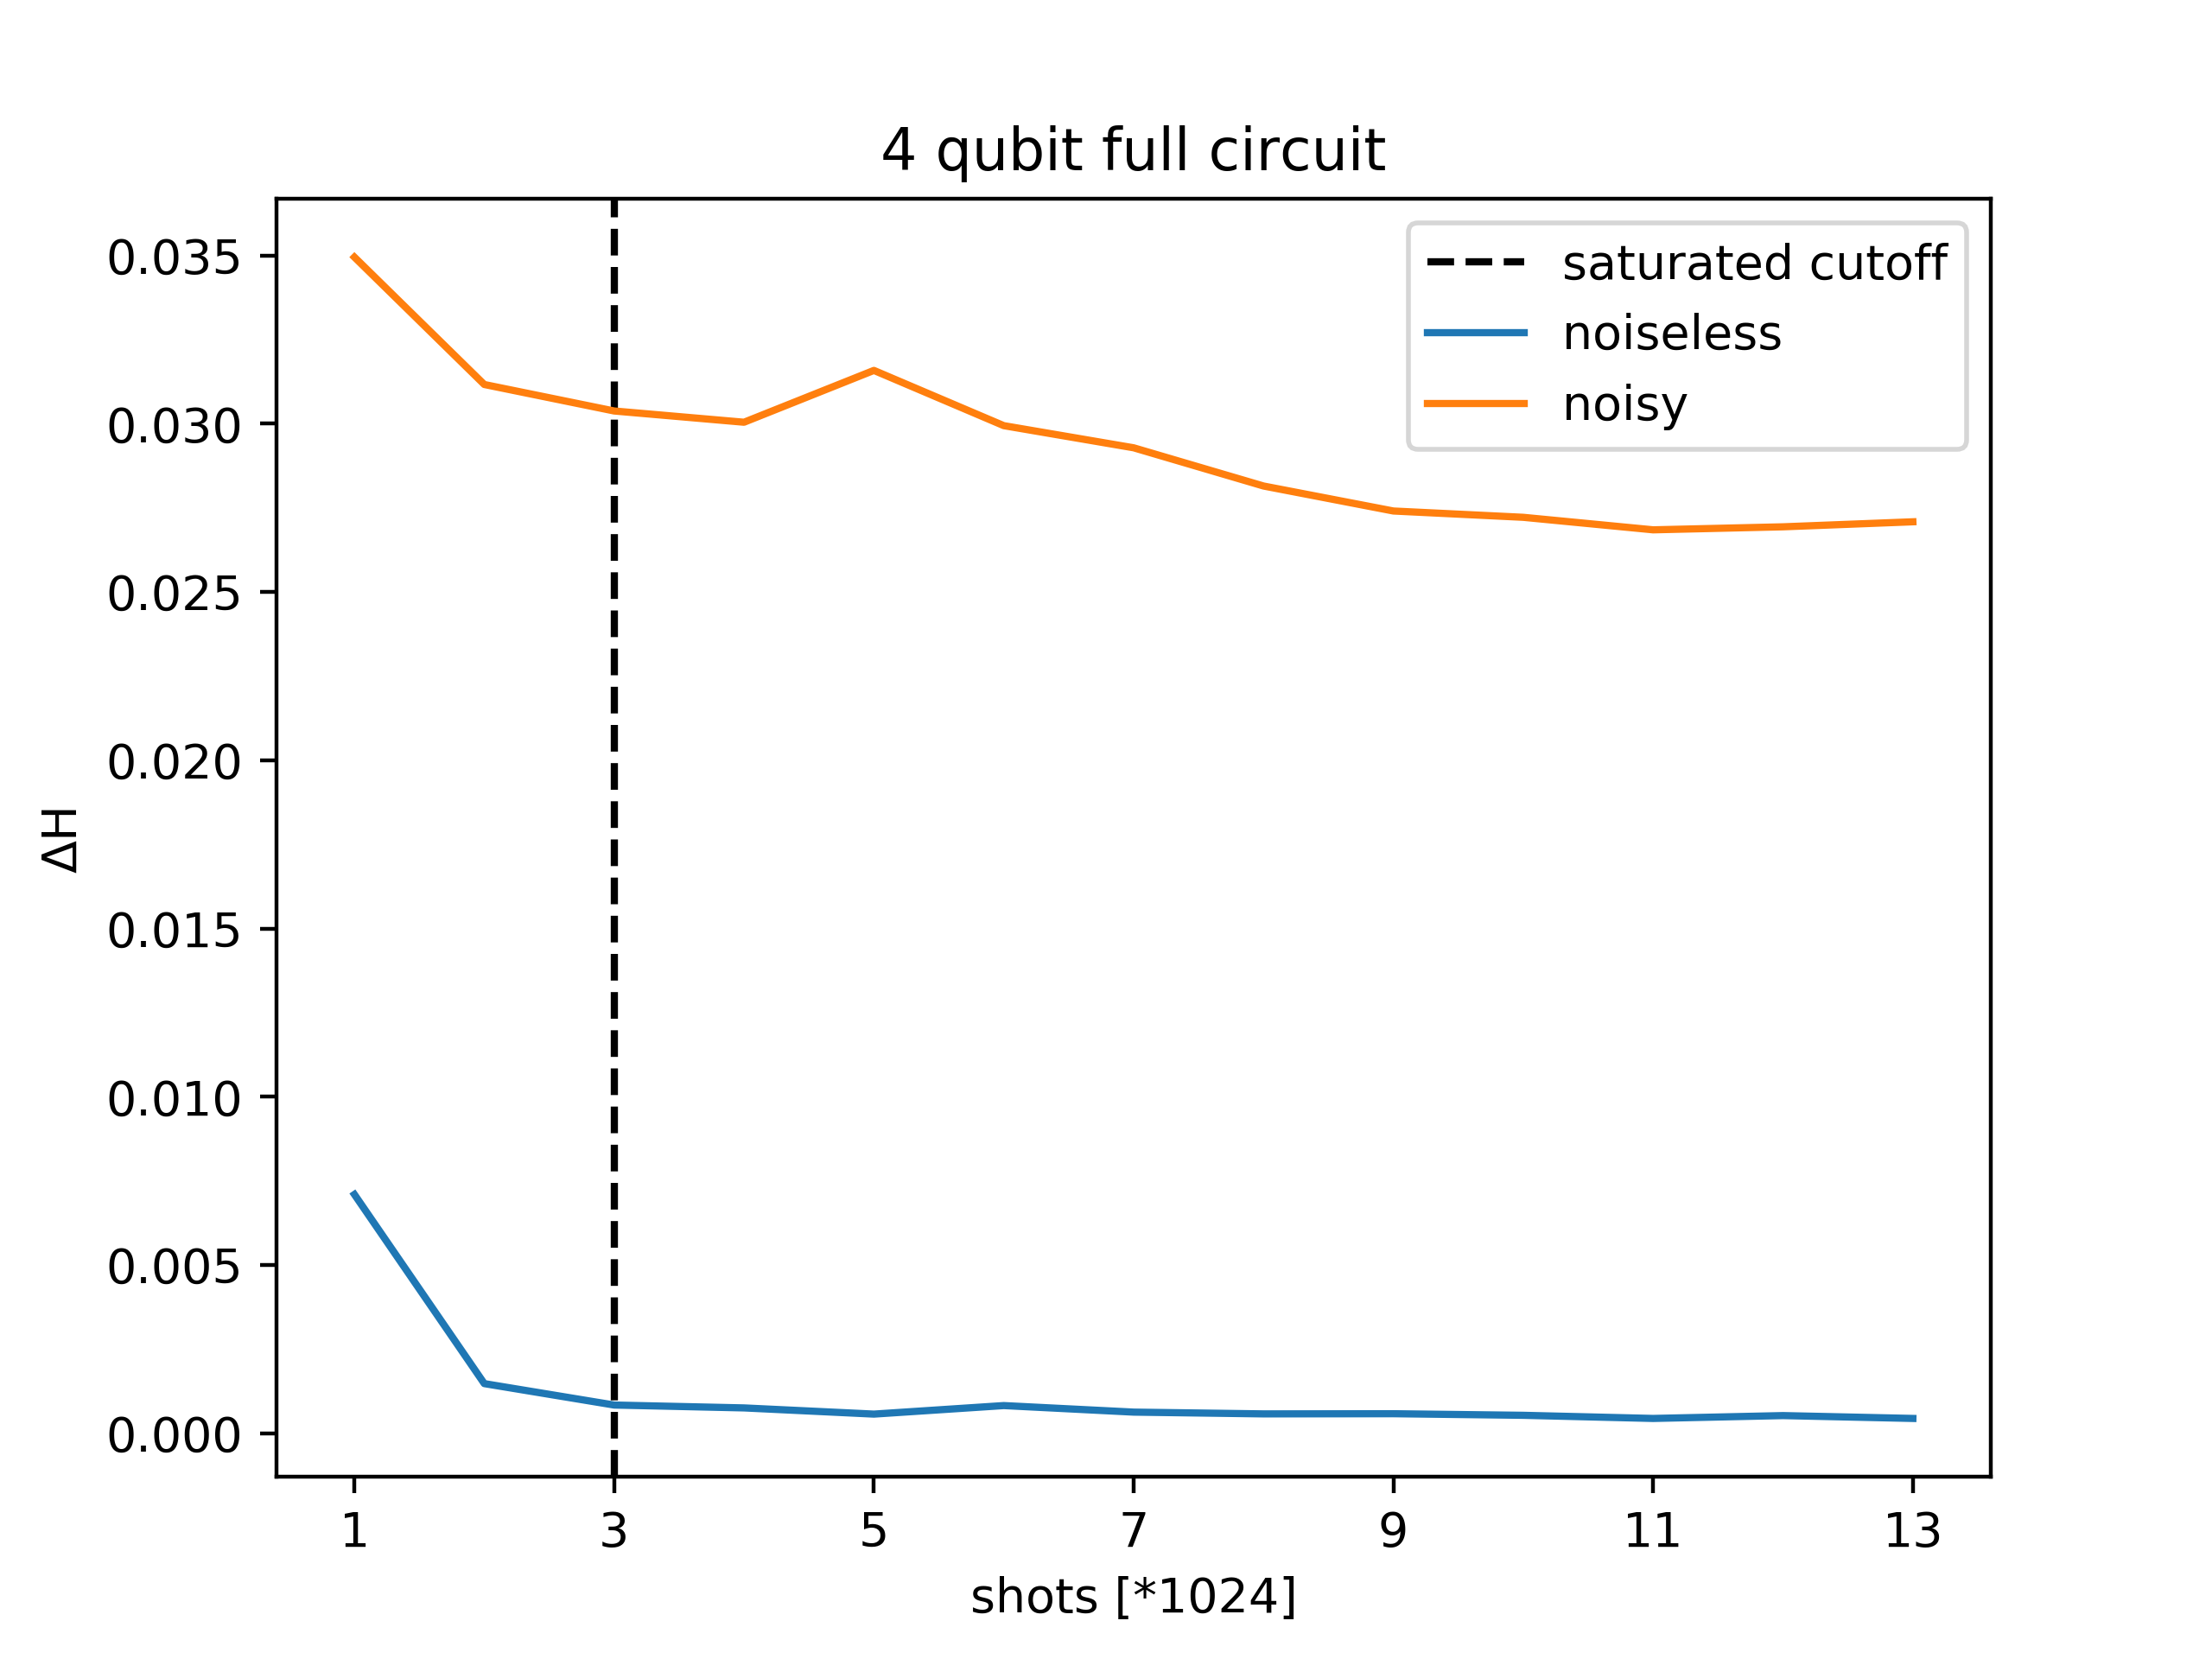 4 qubit full circuit
saturated cutoff
noiseless
noisy
0.035
0.030
0.025
0.020
0.015
0.010
0.005
0.000
ΔH
1 3 5 7 9 11 13
shots [*1024]